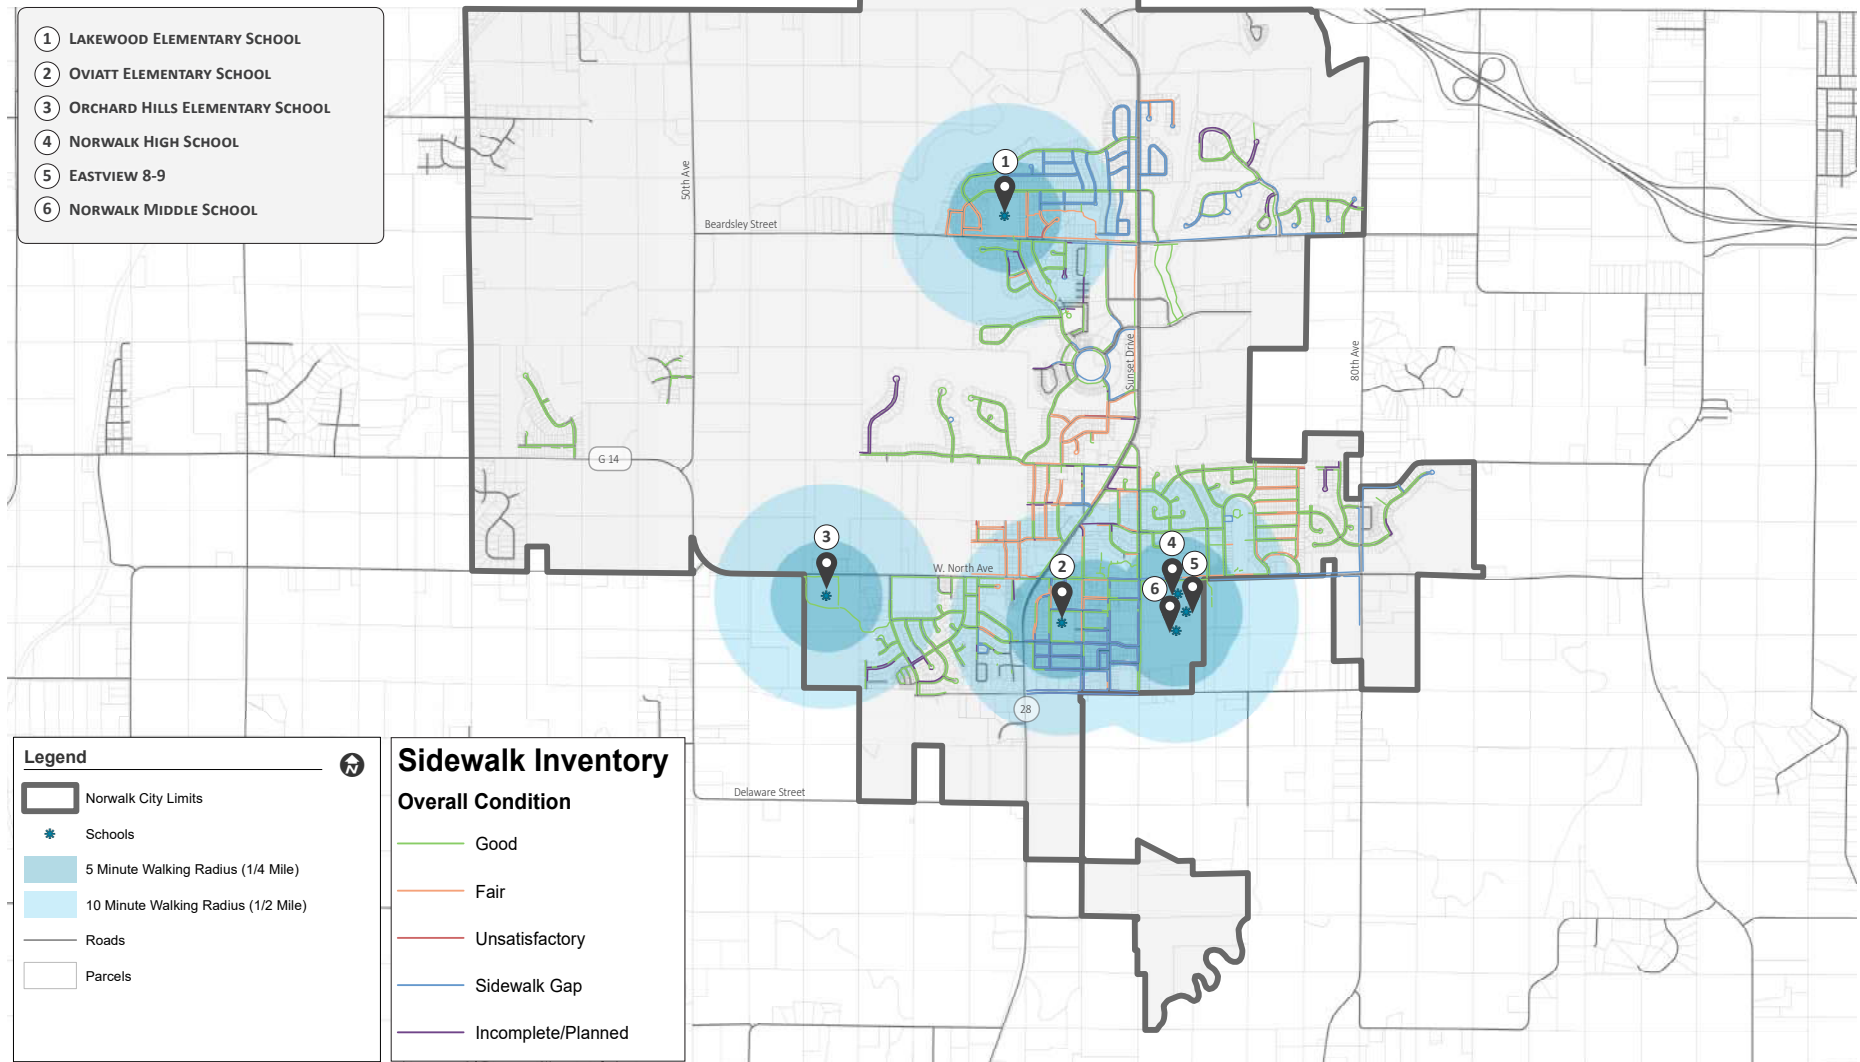 1 LAKEWOOD ELEMENTARY SCHOOL
2 OVIATT ELEMENTARY SCHOOL
3 ORCHARD HILLS ELEMENTARY SCHOOL
4 NORWALK HIGH SCHOOL
5 EASTVIEW 8-9
6 NORWALK MIDDLE SCHOOL
50th Ave
1
Beardsley Street
Sunset Drive
80th Ave
G 14
3
W. North Ave
2
4
5
6
28
Delaware Street
Legend
N
Norwalk City Limits
Schools
5 Minute Walking Radius (1/4 Mile)
10 Minute Walking Radius (1/2 Mile)
Roads
Parcels
Sidewalk Inventory
Overall Condition
Good
Fair
Unsatisfactory
Sidewalk Gap
Incomplete/Planned